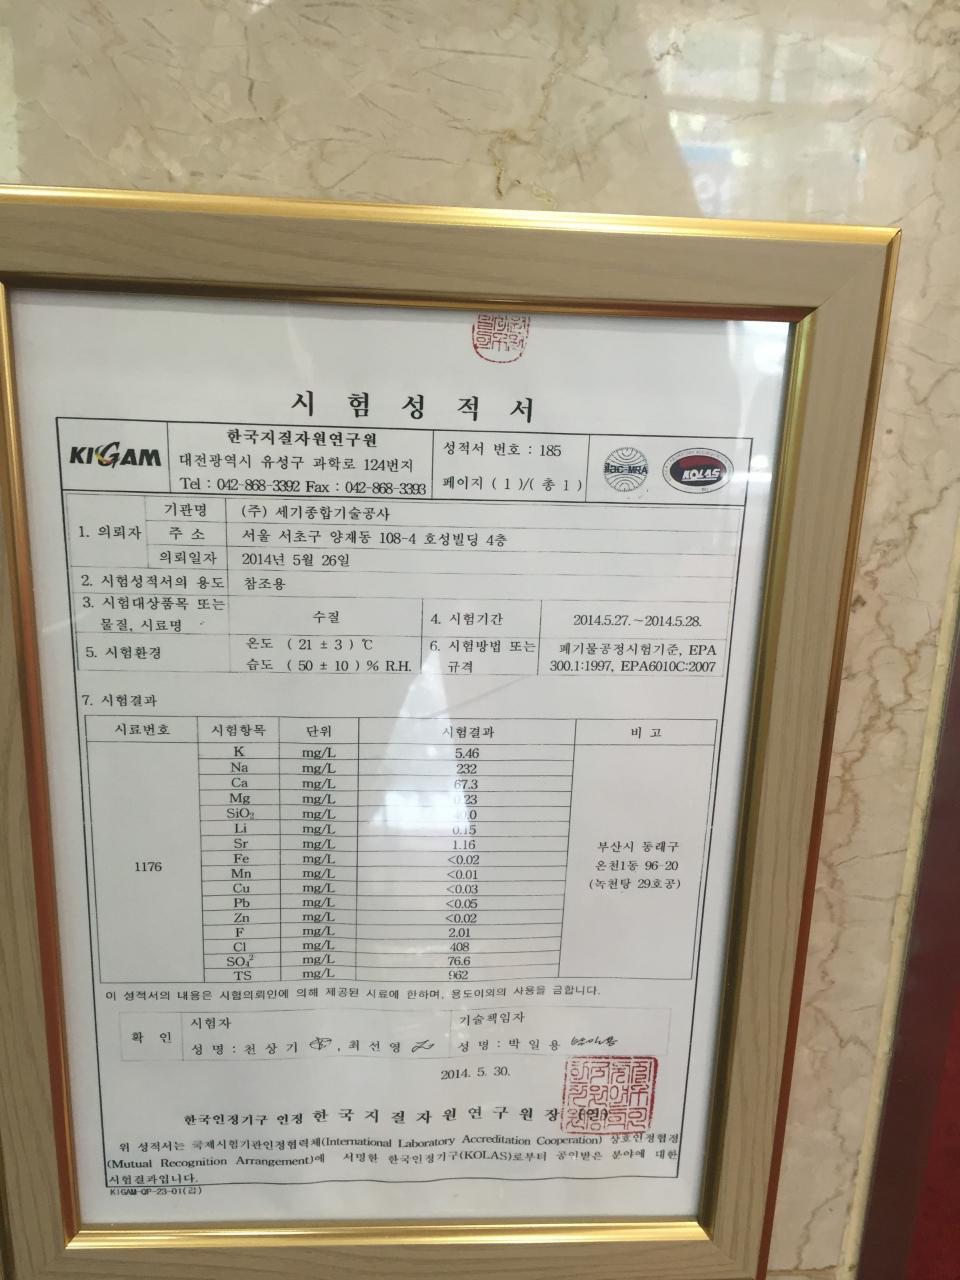 시 험 성 적 서
KIGAM
한국지질자원연구원
대전광역시 유성구 과학로 124번지
Tel : 042-868-3392 Fax : 042-868-3393
성적서 번호 : 185
페이지 ( 1 )/( 총 1 )
ilac-MRA
KOLAS
1. 의뢰자
기관명 (주) 세기종합기술공사
주 소 서울 서초구 양재동 108-4 호성빌딩 4층
의뢰일자 2014년 5월 26일
2. 시험성적서의 용도 참조용
3. 시험대상품목 또는 물질, 시료명 수질
4. 시험기간 2014.5.27.~2014.5.28.
5. 시험환경 온도 ( 21 ± 3 ) ℃
습도 ( 50 ± 10 ) % R.H.
6. 시험방법 또는 규격 폐기물공정시험기준, EPA
300.1:1997, EPA6010C:2007
7. 시험결과
시료번호 시험항목 단위 시험결과 비 고
1176
K mg/L 5.46
Na mg/L 232
Ca mg/L 67.3
Mg mg/L 0.23
SiO₂ mg/L
Li mg/L 0.15
Sr mg/L 1.16
Fe mg/L <0.02
Mn mg/L <0.01
Cu mg/L <0.03
Pb mg/L <0.05
Zn mg/L <0.02
F mg/L 2.01
Cl mg/L 408
SO₄² mg/L 76.6
TS mg/L 962
부산시 동래구
온천1동 96-20
(녹천탕 29호공)
이 성적서의 내용은 시험의뢰인에 의해 제공된 시료에 한하며, 용도이외의 사용을 금합니다.
확 인
시험자
성 명 : 천 상 기 , 최 선 영
기술책임자
성 명 : 박 일 용
2014. 5. 30.
한국인정기구 인정 한 국 지 질 자 원 연 구 원 장 (인)
위 성적서는 국제시험기관인정협력체(International Laboratory Accreditation Cooperation) 상호인정협정
(Mutual Recognition Arrangement)에 서명한 한국인정기구(KOLAS)로부터 공인받은 분야에 대한
시험결과입니다.
KIGAM-QP-23-01(갑)